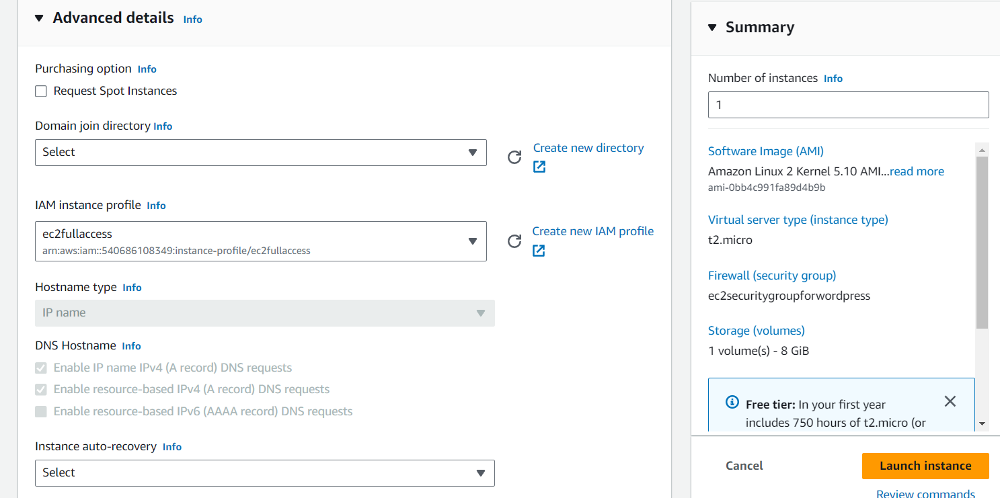 Advanced details Info
Purchasing option Info
Request Spot Instances
Domain join directory Info
Select
Create new directory
IAM instance profile Info
ec2fullaccess
arn:aws:iam::540686108349:instance-profile/ec2fullaccess
Create new IAM profile
Hostname type Info
IP name
DNS Hostname Info
Enable IP name IPv4 (A record) DNS requests
Enable resource-based IPv4 (A record) DNS requests
Enable resource-based IPv6 (AAAA record) DNS requests
Instance auto-recovery Info
Select
Summary
Number of instances Info
1
Software Image (AMI)
Amazon Linux 2 Kernel 5.10 AMI...read more
ami-0bb4c991fa89d4b9b
Virtual server type (instance type)
t2.micro
Firewall (security group)
ec2securitygroupforwordpress
Storage (volumes)
1 volume(s) - 8 GiB
Free tier: In your first year
includes 750 hours of t2.micro (or
Cancel
Launch instance
Review commands